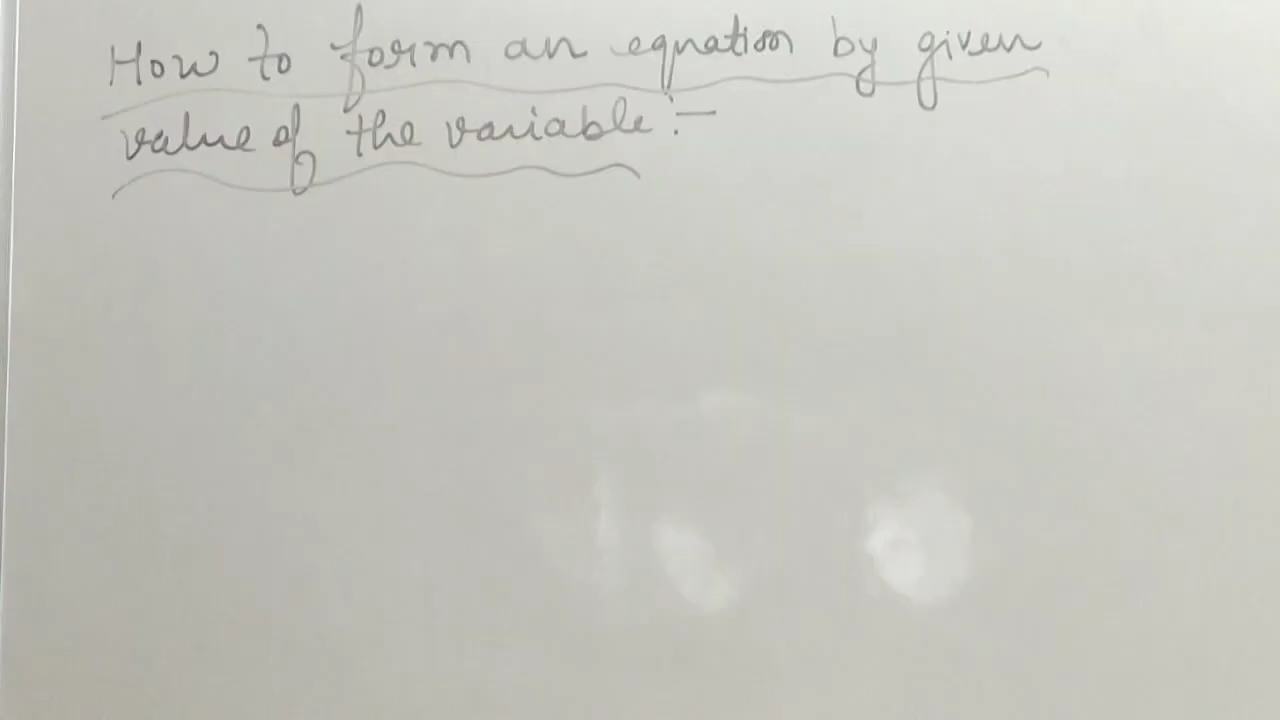 How to form an equation by given
value of the variable :-